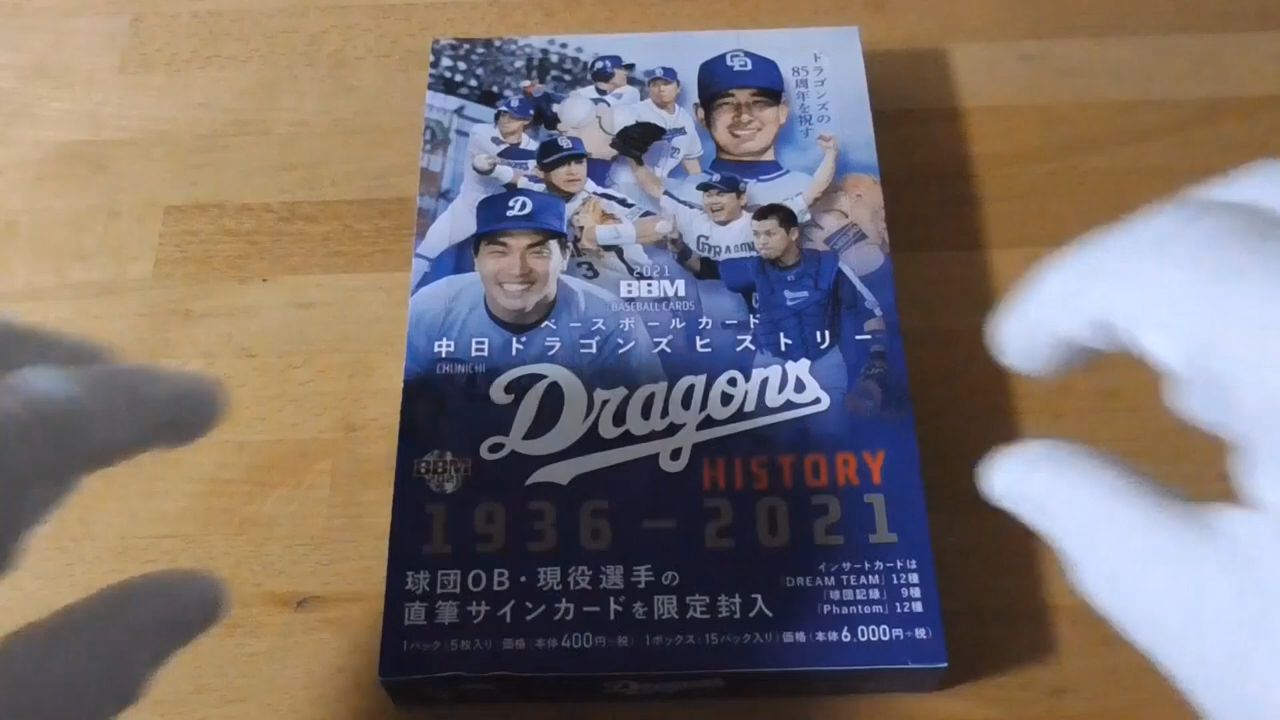 ドラゴンズの
85周年を祝す
2021
BBM
BASEBALL CARDS
ベースボールカード
中日ドラゴンズヒストリー
CHUNICHI
Dragons
BBM
2021
HISTORY
1936-2021
球団OB・現役選手の
直筆サインカードを限定封入
インサートカードは
「DREAM TEAM」12種
「球団記録」 9種
「Phantom」12種
1パック(5枚入り) 価格(本体400円+税) 1ボックス(15パック入り) 価格(本体6,000円+税)
Dragons